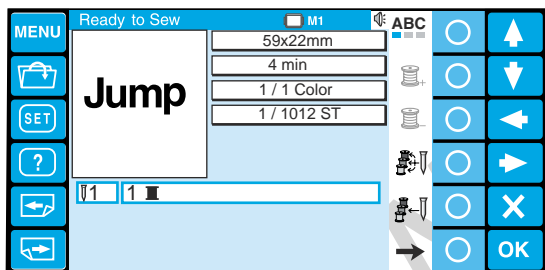 MENU
Ready to Sew
M1
ABC
59x22mm
4 min
1 / 1 Color
1 / 1012 ST
Jump
SET
?
1
1
+
-
X
OK